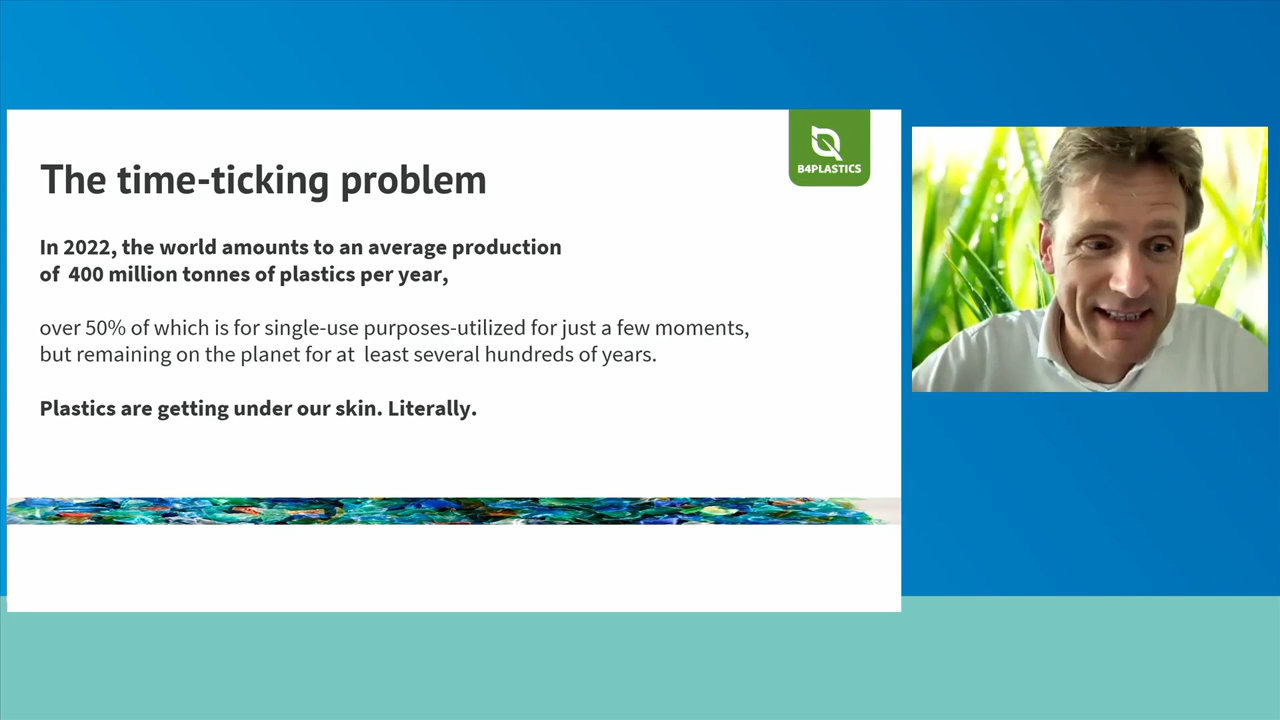 B4PLASTICS
The time-ticking problem
In 2022, the world amounts to an average production
of 400 million tonnes of plastics per year,
over 50% of which is for single-use purposes-utilized for just a few moments,
but remaining on the planet for at least several hundreds of years.
Plastics are getting under our skin. Literally.